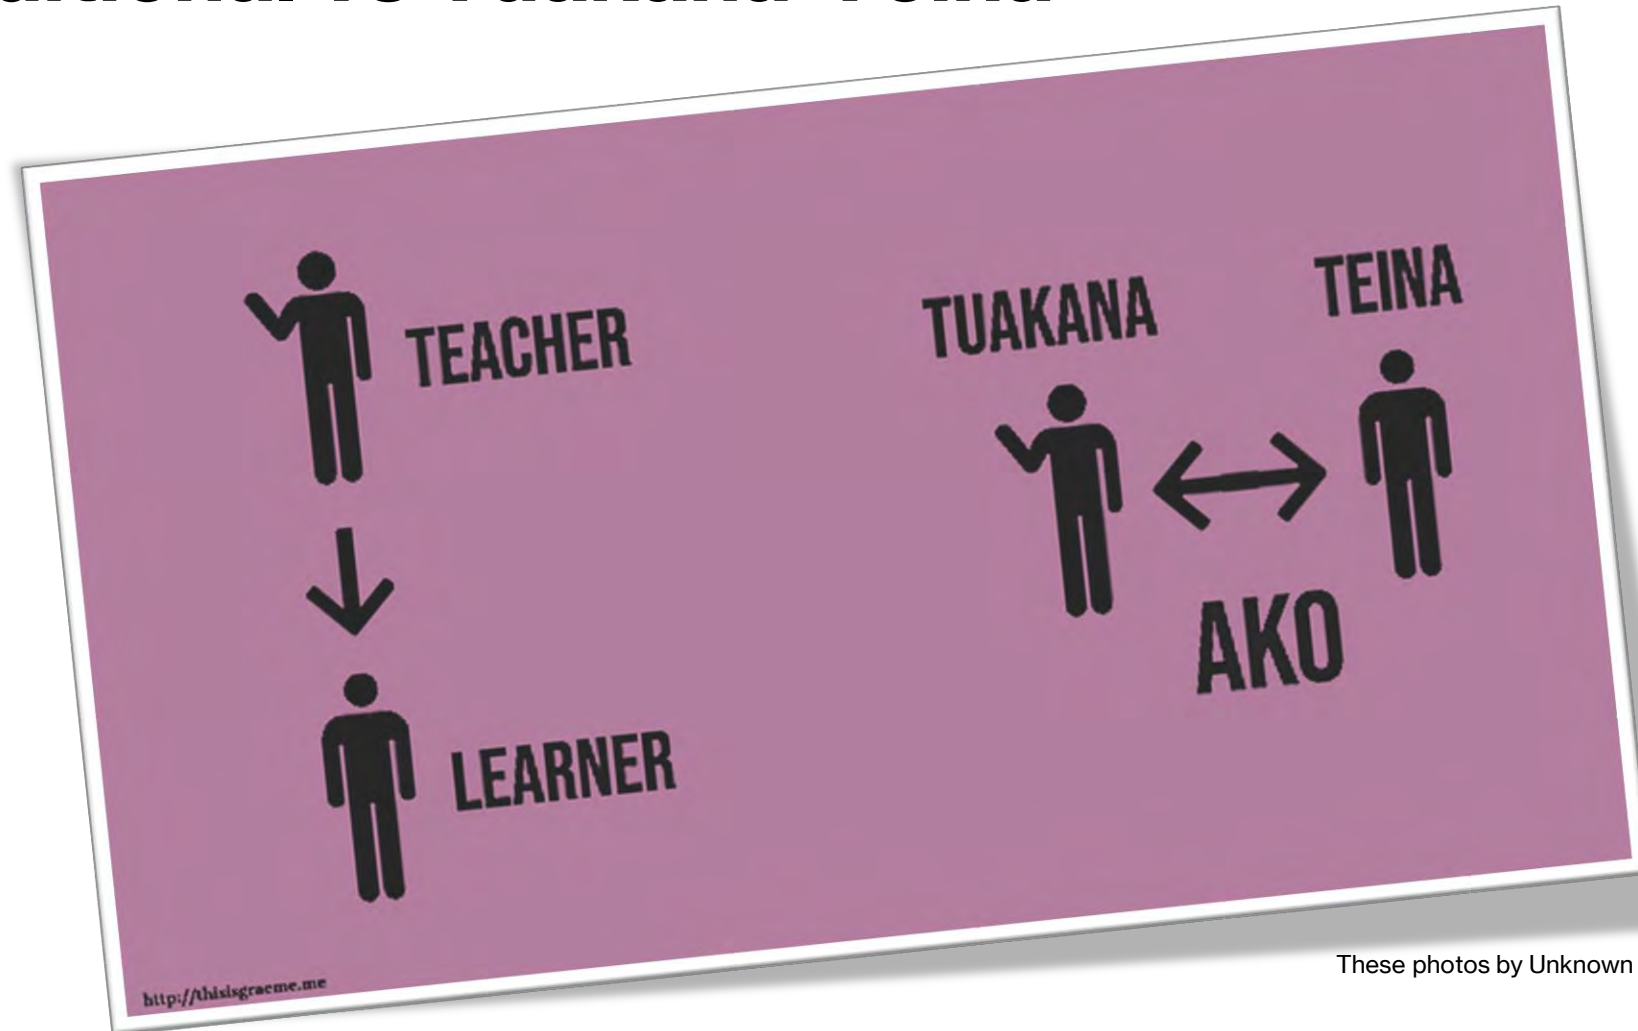 TEACHER
LEARNER
TUAKANA
TEINA
AKO
http://thisisgraeme.me
These photos by Unknown